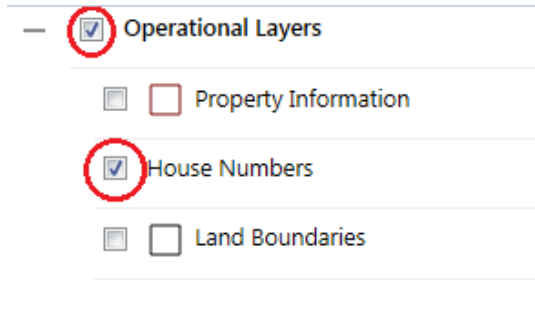 Operational Layers
Property Information
House Numbers
Land Boundaries